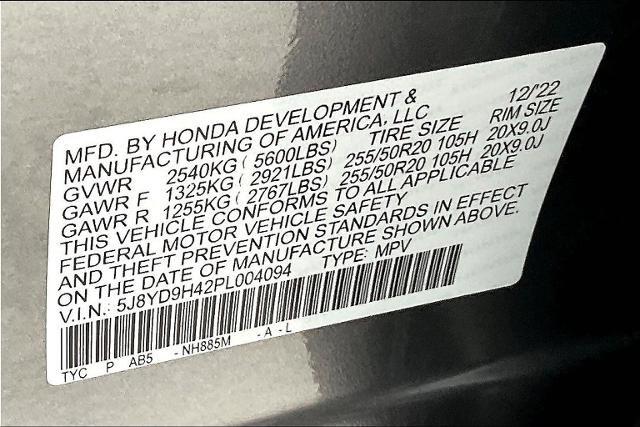 MFD. BY HONDA DEVELOPMENT &
MANUFACTURING OF AMERICA, LLC 12/'22
GVWR 2540KG ( 5600LBS) TIRE SIZE RIM SIZE
GAWR F 1325KG ( 2921LBS) 255/50R20 105H 20X9.0J
GAWR R 1255KG ( 2767LBS) 255/50R20 105H 20X9.0J
THIS VEHICLE CONFORMS TO ALL APPLICABLE
FEDERAL MOTOR VEHICLE SAFETY
AND THEFT PREVENTION STANDARDS IN EFFECT
ON THE DATE OF MANUFACTURE SHOWN ABOVE.
V.I.N.: 5J8YD9H42PL004094 TYPE: MPV
TYC P AB5 -NH885M -A-L